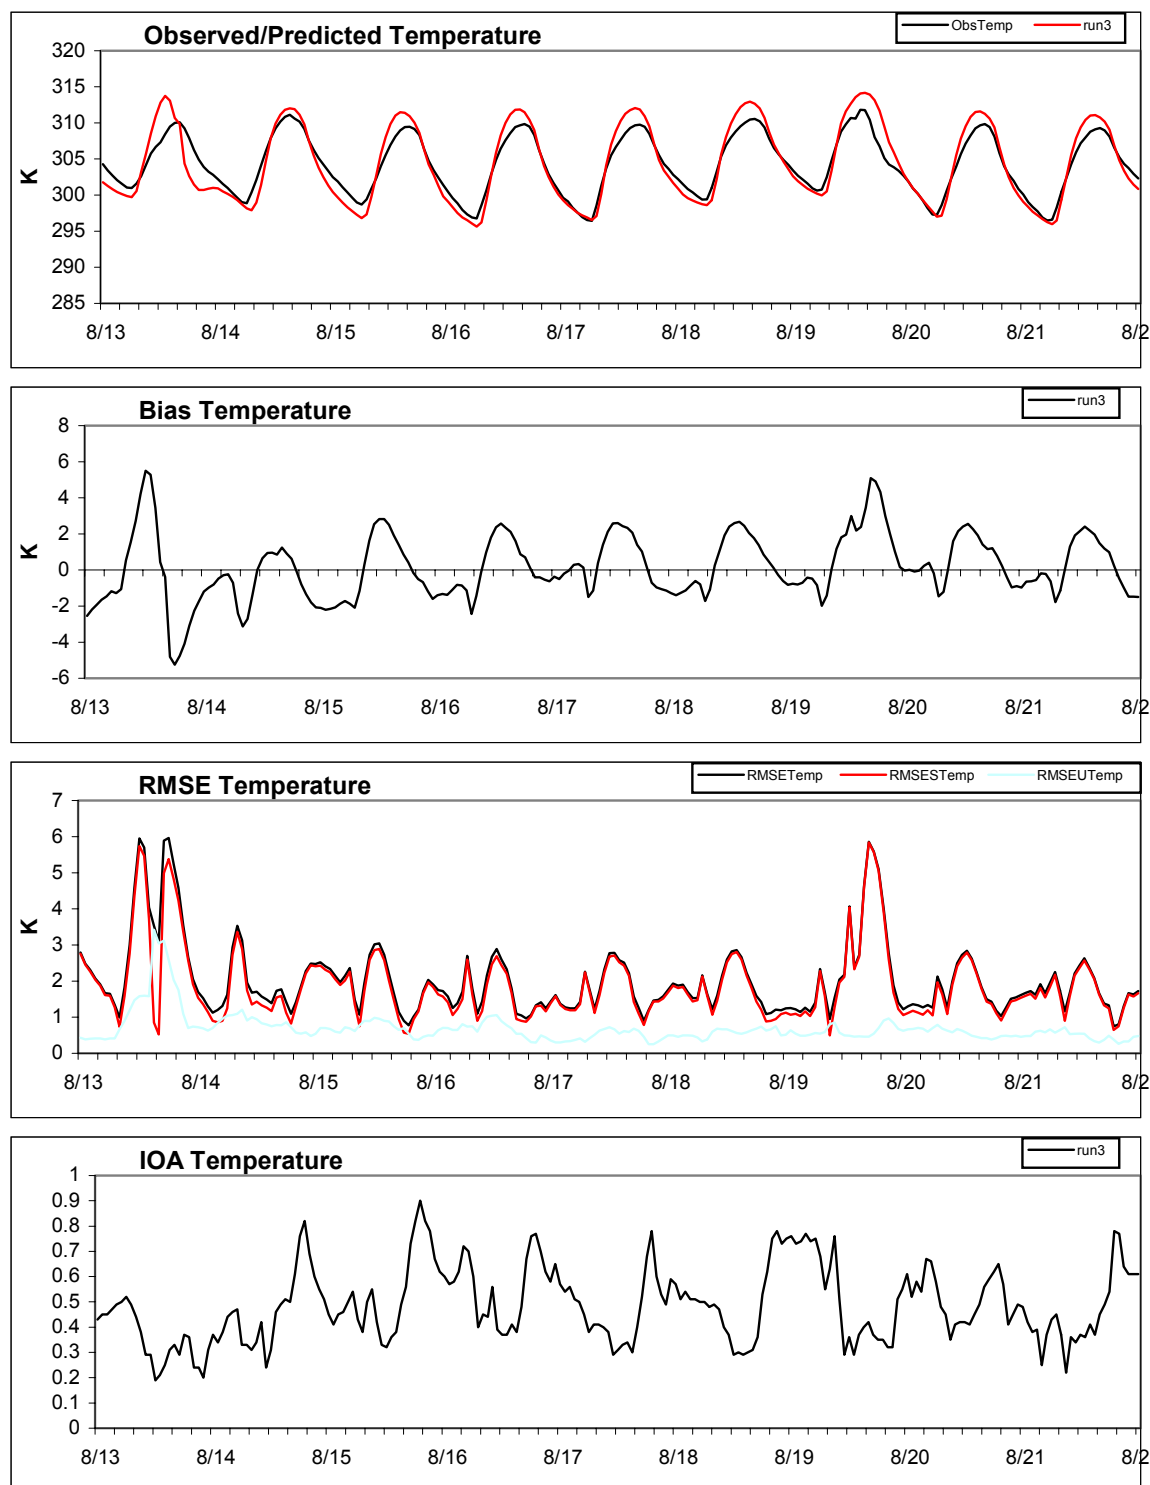 Observed/Predicted Temperature
ObsTemp run3
320
315
310
305
300
295
290
285
K
8/13 8/14 8/15 8/16 8/17 8/18 8/19 8/20 8/21 8/2
Bias Temperature
run3
8
6
4
2
0
-2
-4
-6
K
8/13 8/14 8/15 8/16 8/17 8/18 8/19 8/20 8/21 8/2
RMSE Temperature
RMSETemp RMSESTemp RMSEUTemp
7
6
5
4
3
2
1
0
K
8/13 8/14 8/15 8/16 8/17 8/18 8/19 8/20 8/21 8/2
IOA Temperature
run3
1
0.9
0.8
0.7
0.6
0.5
0.4
0.3
0.2
0.1
0
8/13 8/14 8/15 8/16 8/17 8/18 8/19 8/20 8/21 8/2